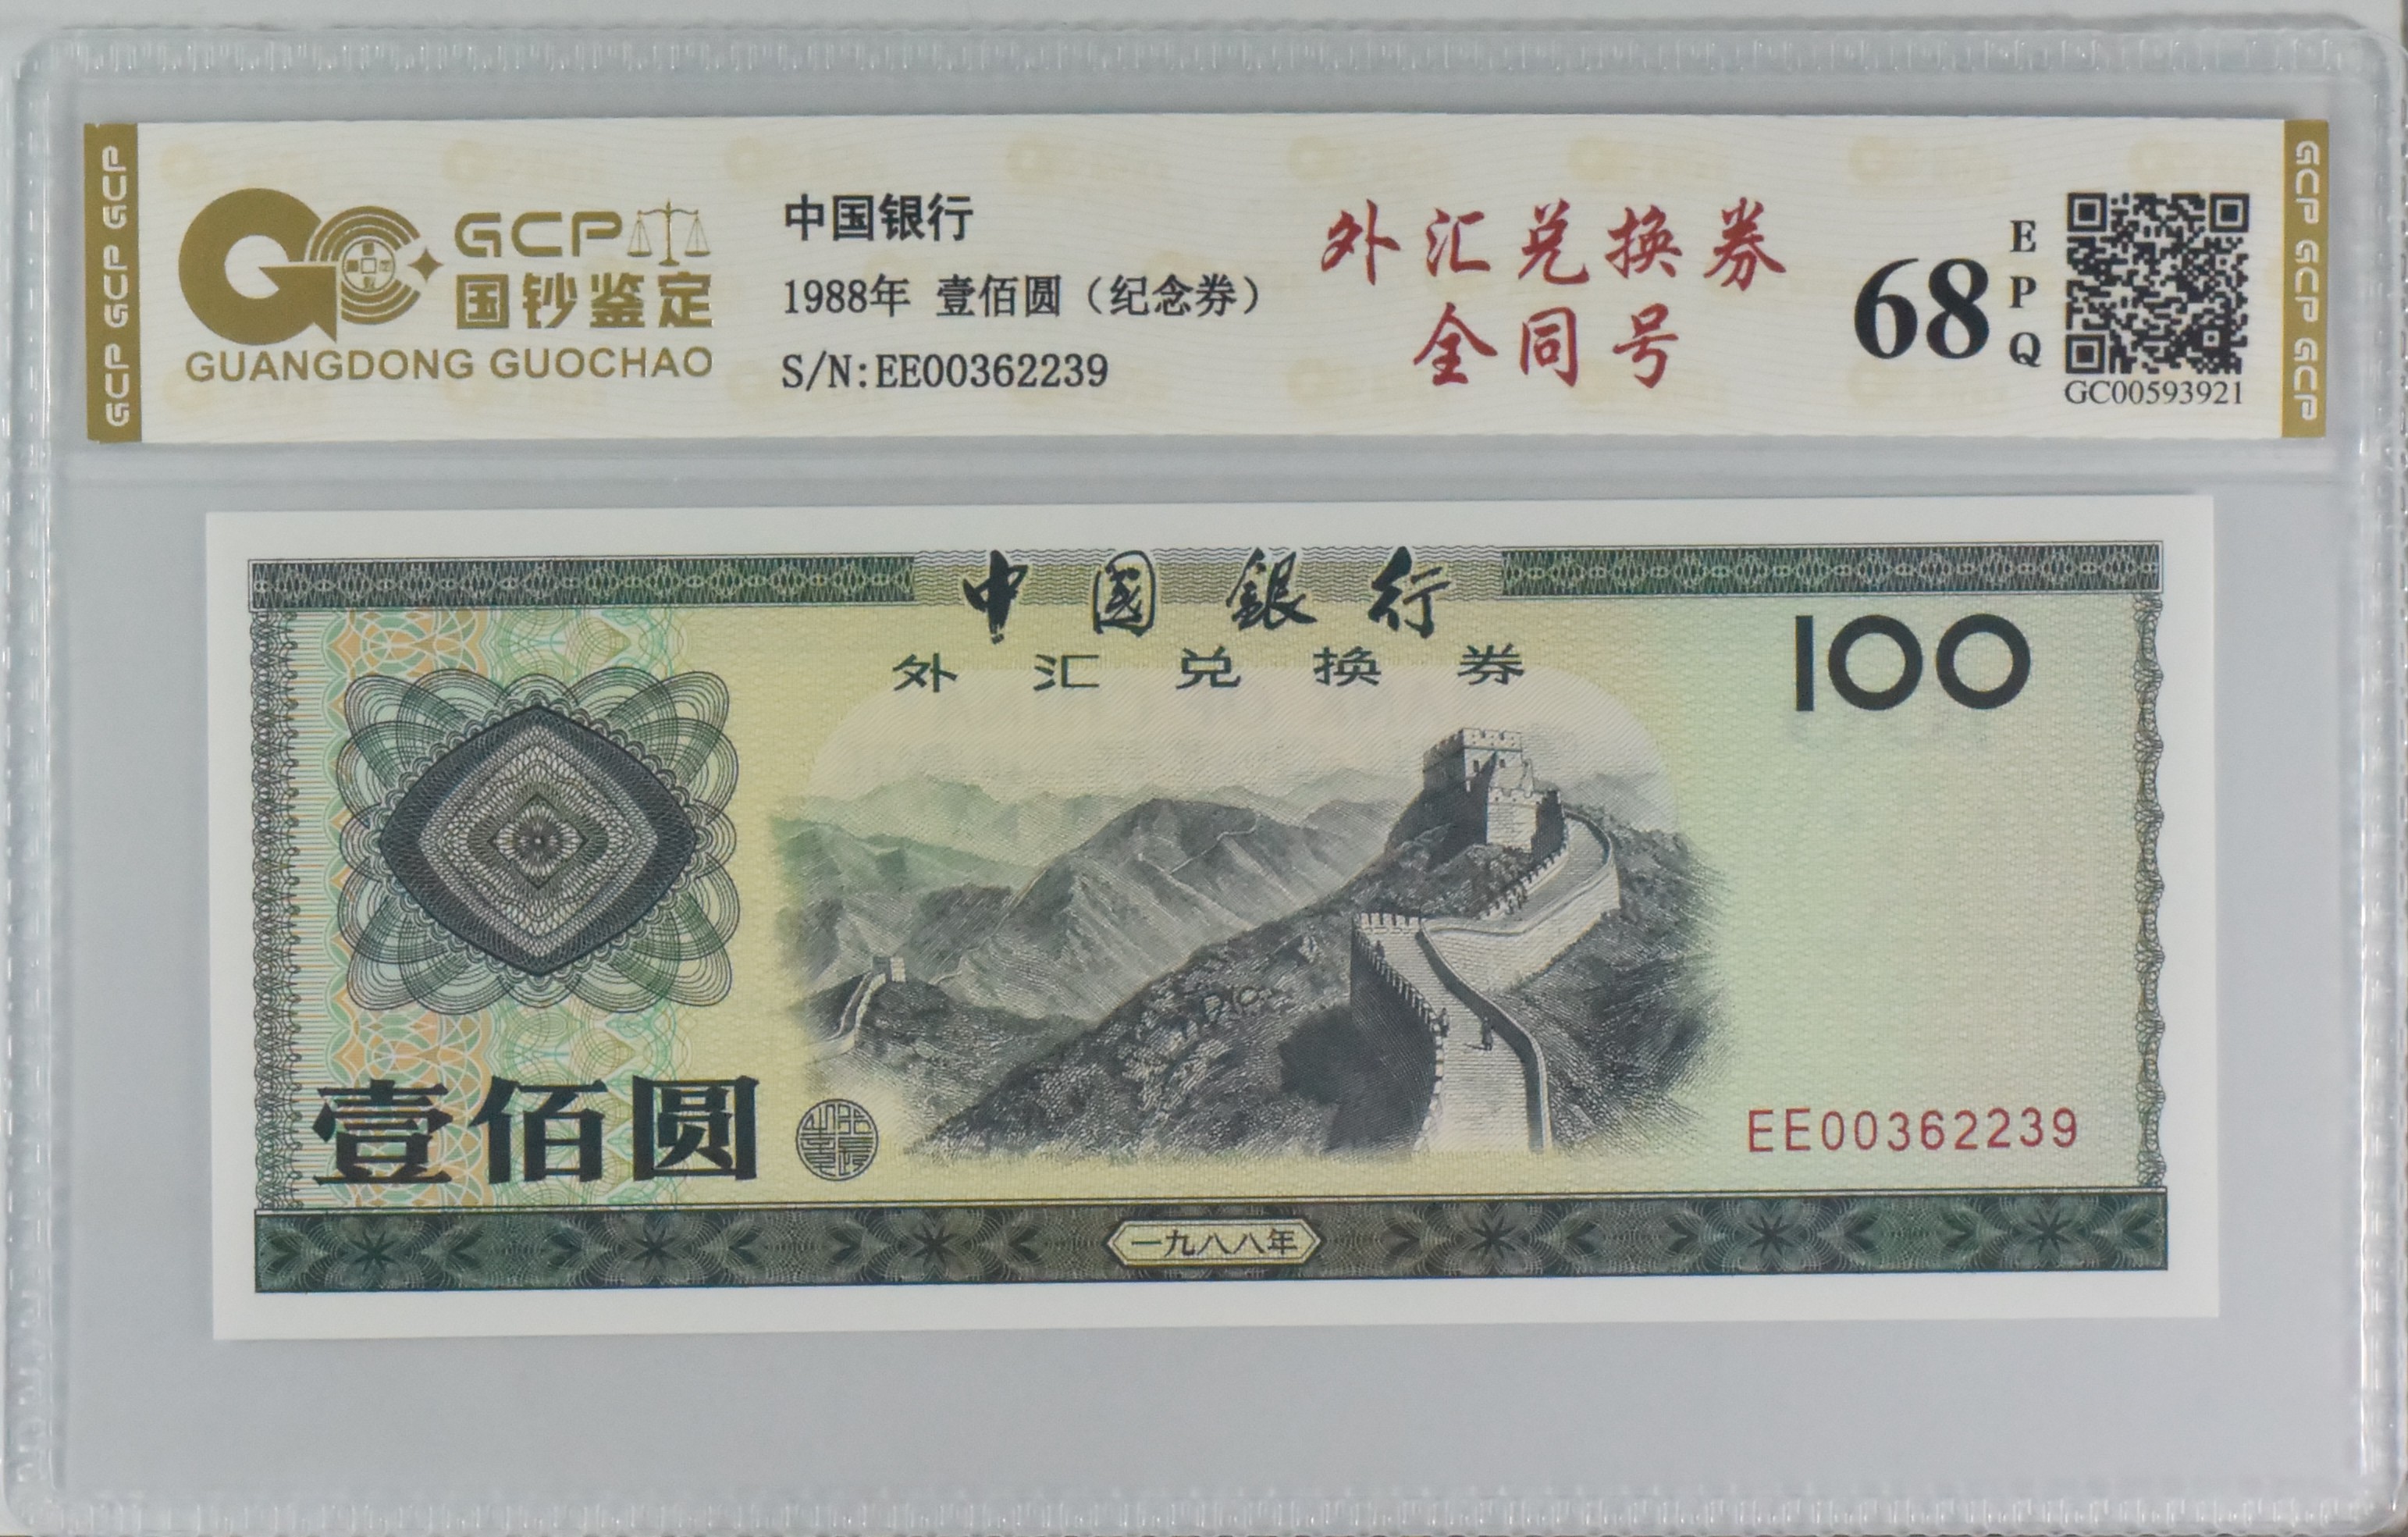 GCP GCP GCP
GCP
国钞鉴定
GUANGDONG GUOCHAO
中国银行
1988年 壹佰圆（纪念券）
S/N:EE00362239
外汇兑换券
全同号
68
EPQ
GC00593921
GCP GCP GCP
中國銀行
外汇兑换券
100
壹佰圆
EE00362239
一九八八年